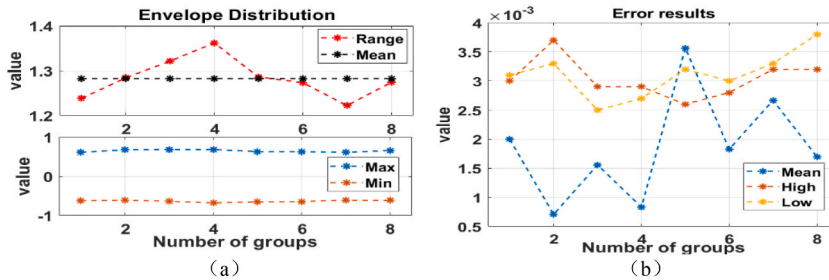 Envelope Distribution
1.4
1.3
1.2
value
Range
Mean
2 4 6 8
1
0
-1
value
Max
Min
2 4 6 8
Number of groups
(a)
×10⁻³ Error results
4
3.5
3
2.5
2
1.5
1
0.5
value
Mean
High
Low
2 4 6 8
Number of groups
(b)